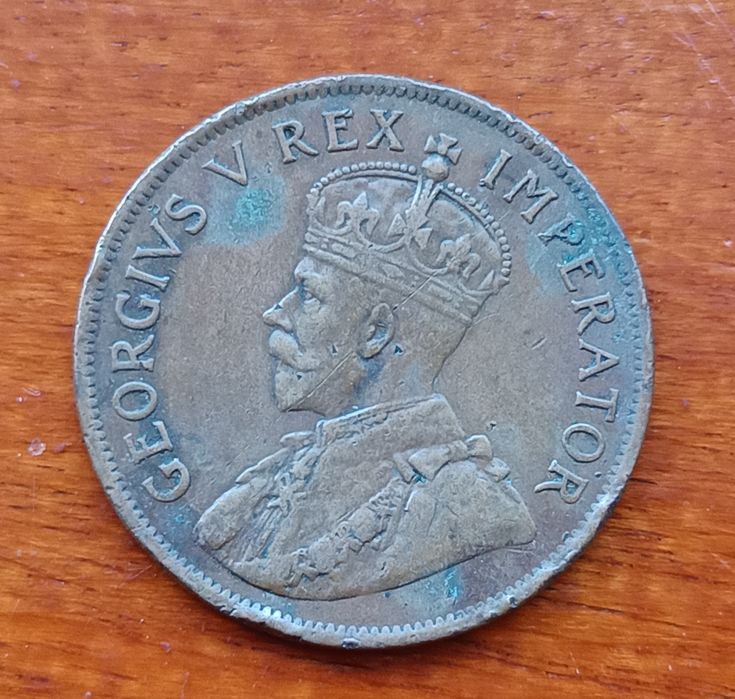 GEORGIVS V REX IMPERATOR